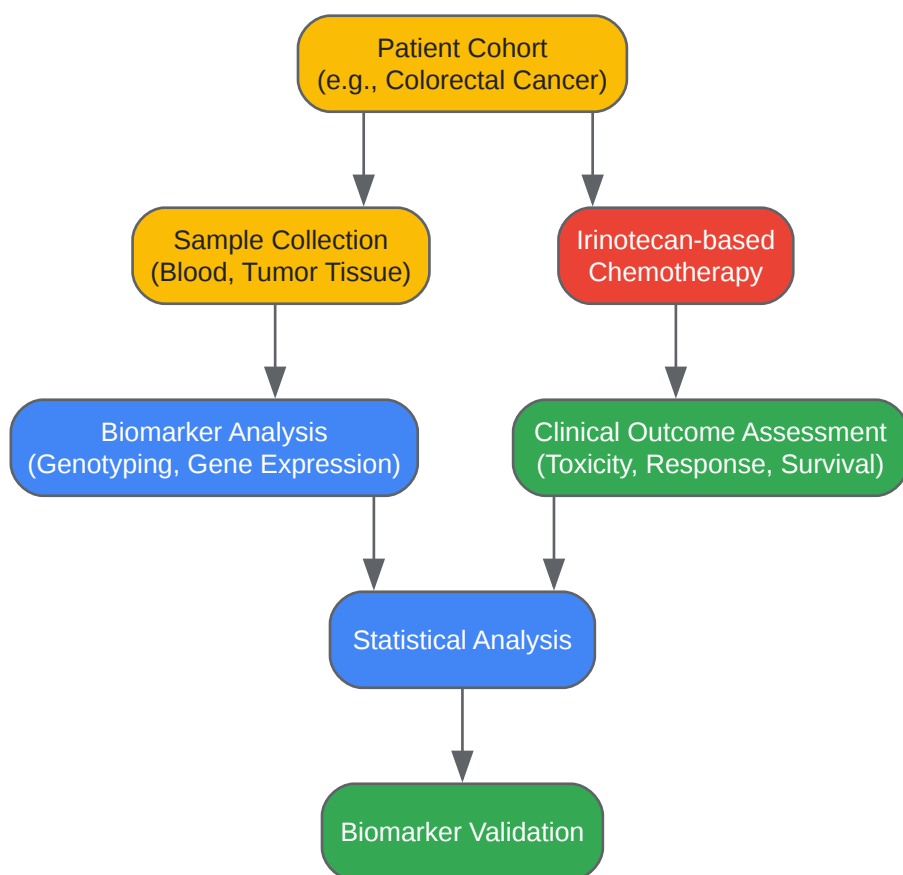 Patient Cohort
(e.g., Colorectal Cancer)
Sample Collection
(Blood, Tumor Tissue)
Irinotecan-based
Chemotherapy
Biomarker Analysis
(Genotyping, Gene Expression)
Clinical Outcome Assessment
(Toxicity, Response, Survival)
Statistical Analysis
Biomarker Validation